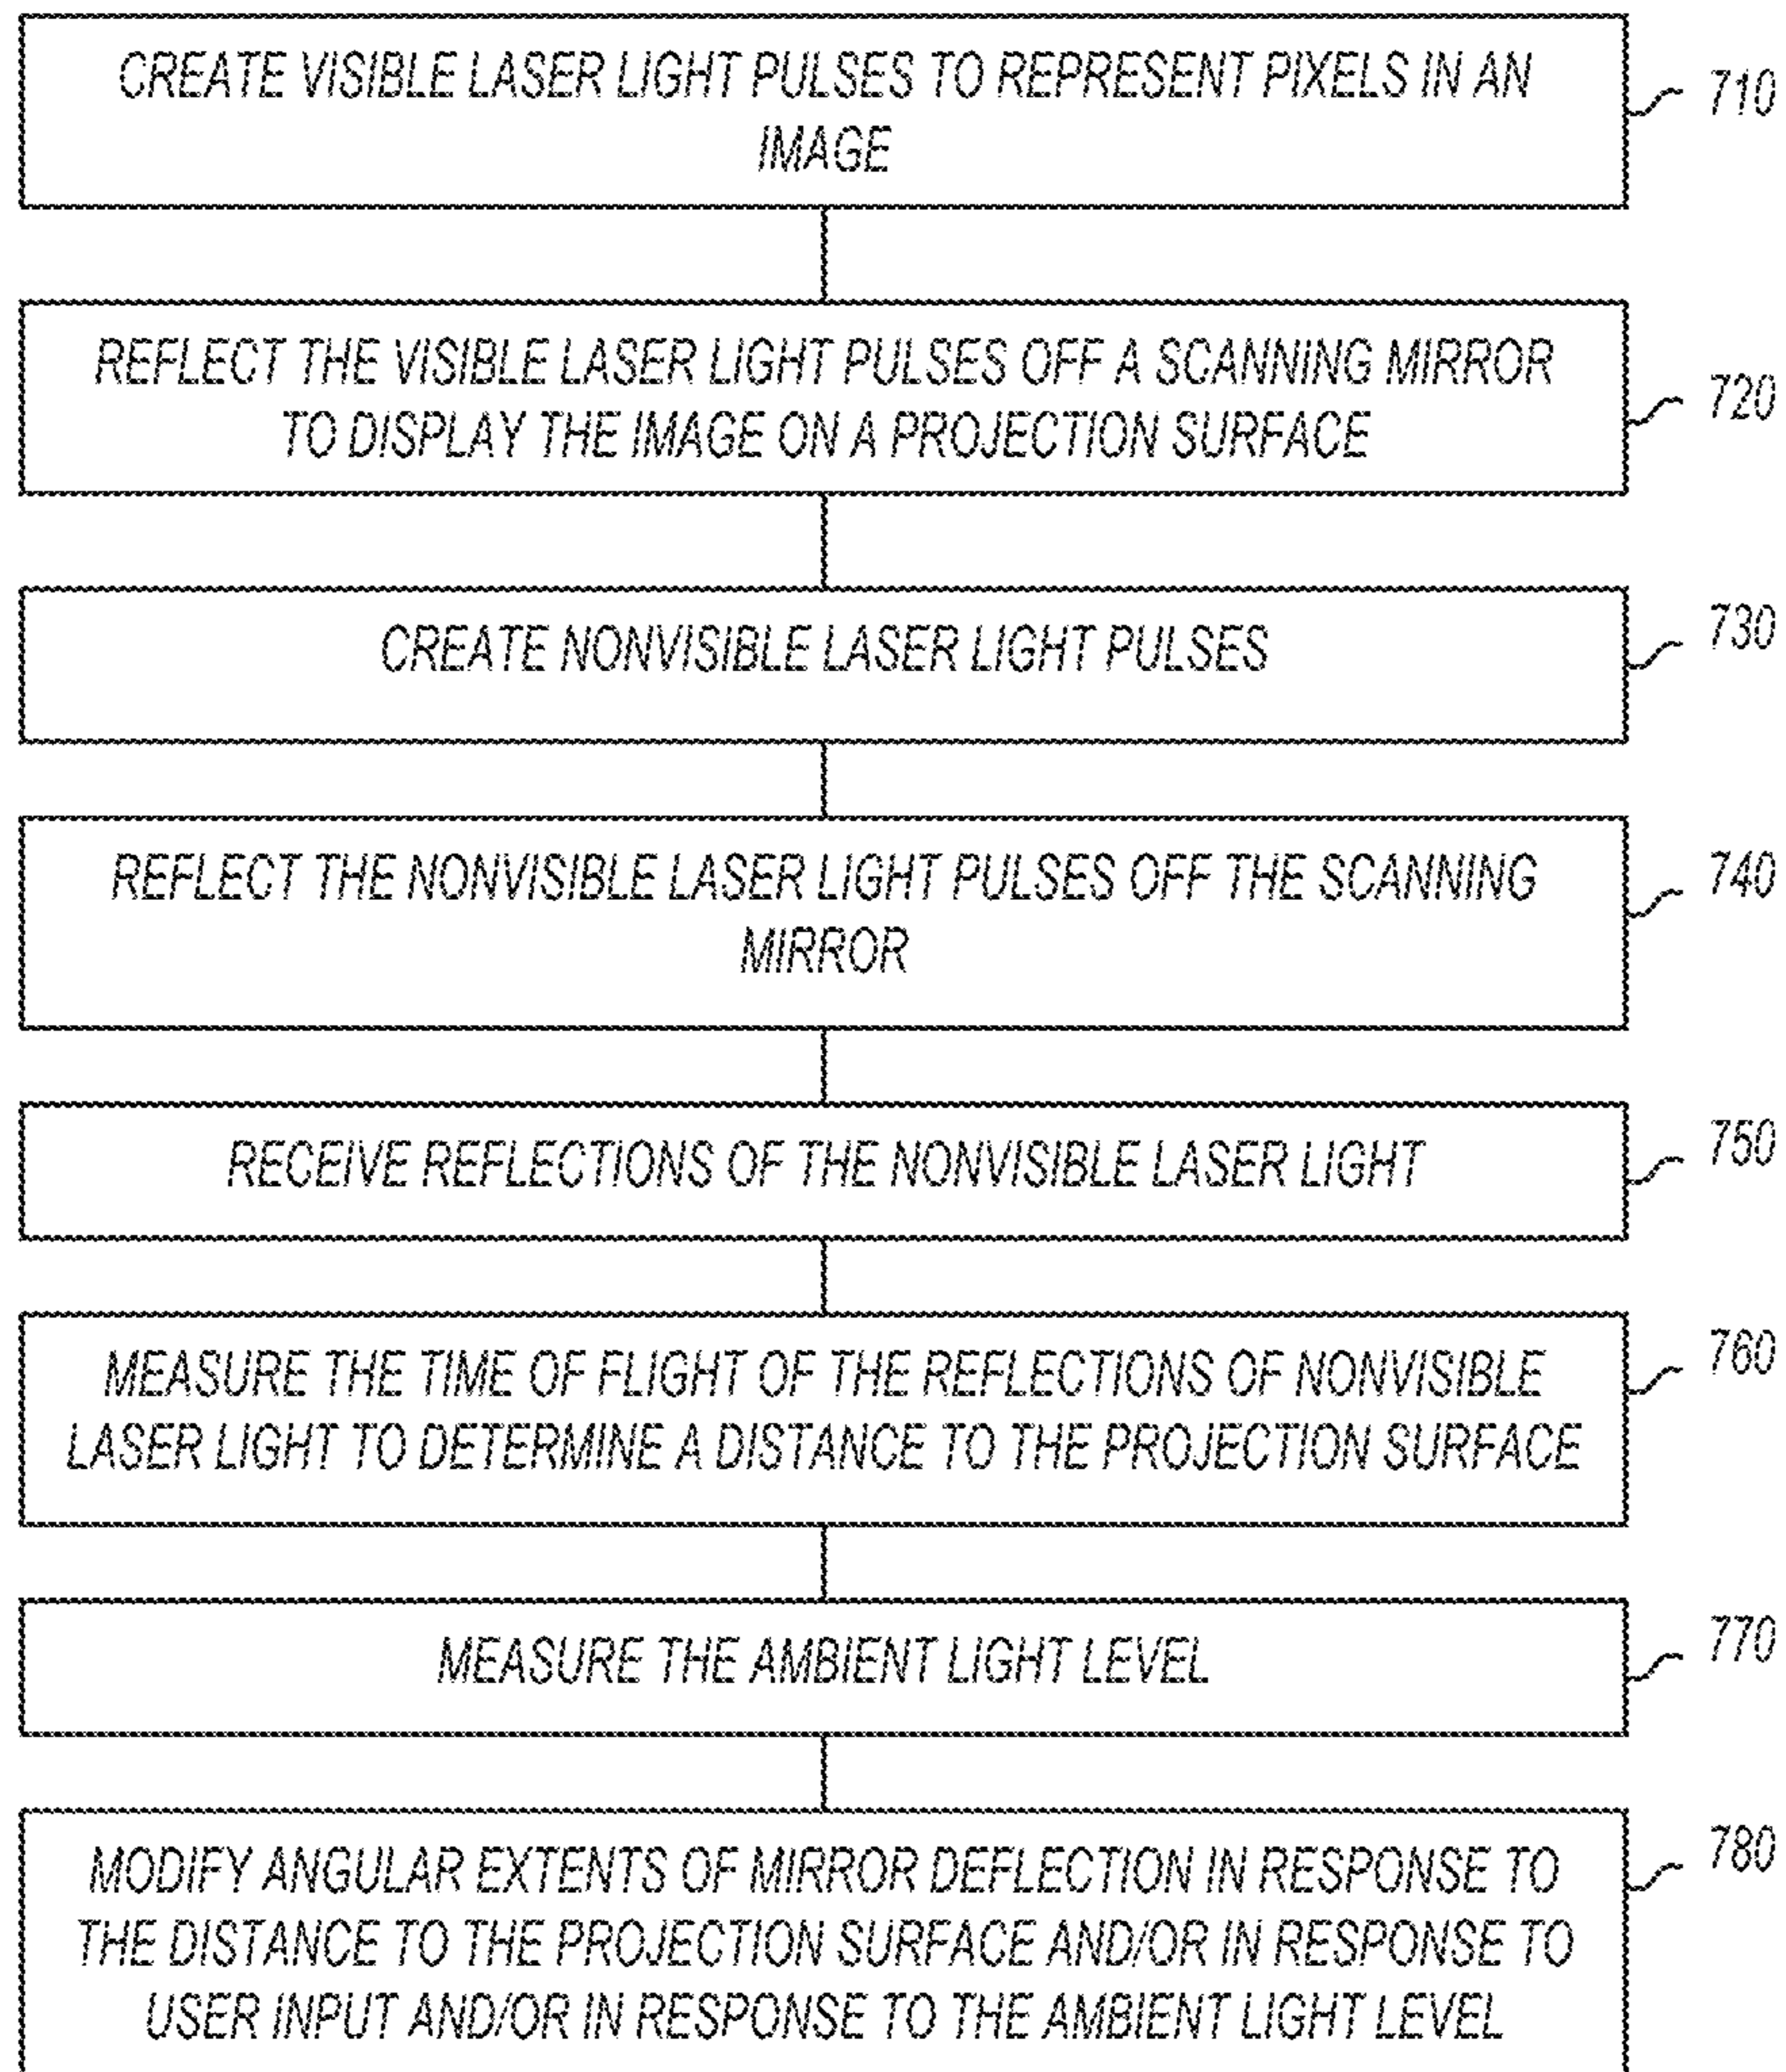 CREATE VISIBLE LASER LIGHT PULSES TO REPRESENT PIXELS IN AN
IMAGE
710
REFLECT THE VISIBLE LASER LIGHT PULSES OFF A SCANNING MIRROR
TO DISPLAY THE IMAGE ON A PROJECTION SURFACE
720
CREATE NONVISIBLE LASER LIGHT PULSES
730
REFLECT THE NONVISIBLE LASER LIGHT PULSES OFF THE SCANNING
MIRROR
740
RECEIVE REFLECTIONS OF THE NONVISIBLE LASER LIGHT
750
MEASURE THE TIME OF FLIGHT OF THE REFLECTIONS OF NONVISIBLE
LASER LIGHT TO DETERMINE A DISTANCE TO THE PROJECTION SURFACE
760
MEASURE THE AMBIENT LIGHT LEVEL
770
MODIFY ANGULAR EXTENTS OF MIRROR DEFLECTION IN RESPONSE TO
THE DISTANCE TO THE PROJECTION SURFACE AND/OR IN RESPONSE TO
USER INPUT AND/OR IN RESPONSE TO THE AMBIENT LIGHT LEVEL
780